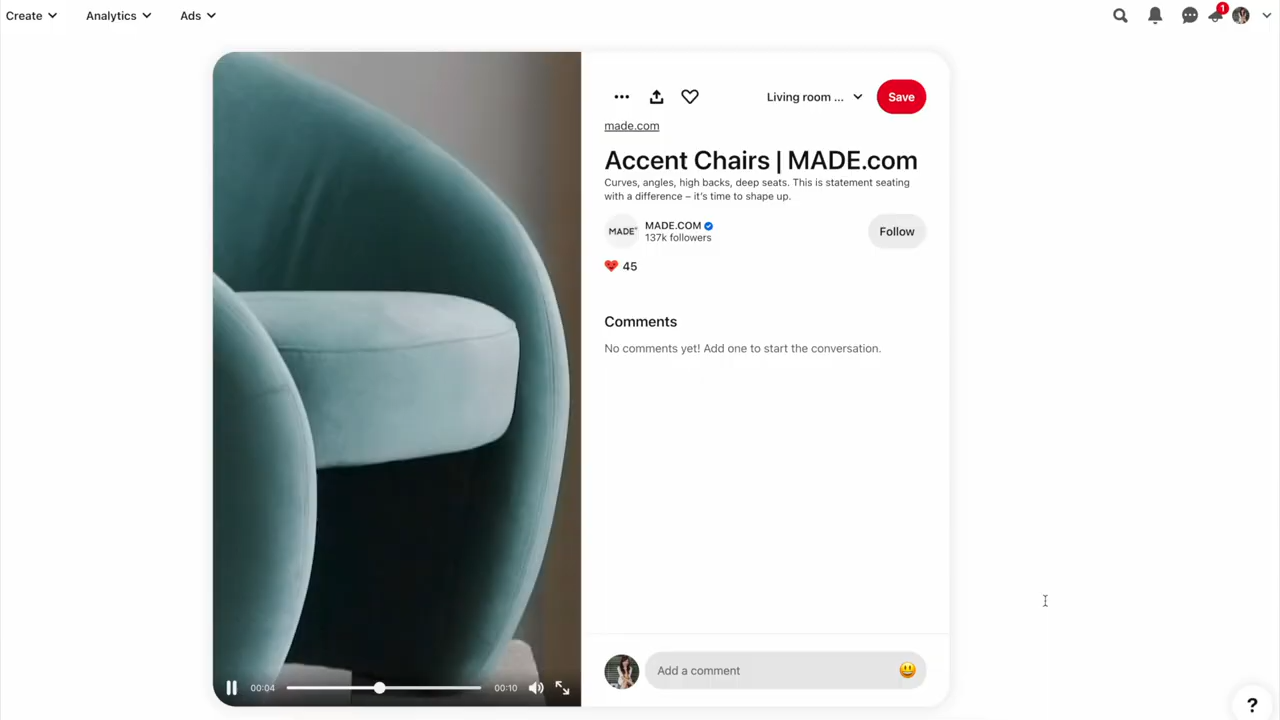 Create
Analytics
Ads
1
Living room ...
Save
made.com
Accent Chairs | MADE.com
Curves, angles, high backs, deep seats. This is statement seating
with a difference – it's time to shape up.
MADE
MADE.COM
Follow
137k followers
45
Comments
No comments yet! Add one to start the conversation.
Add a comment
00:04
00:10
?